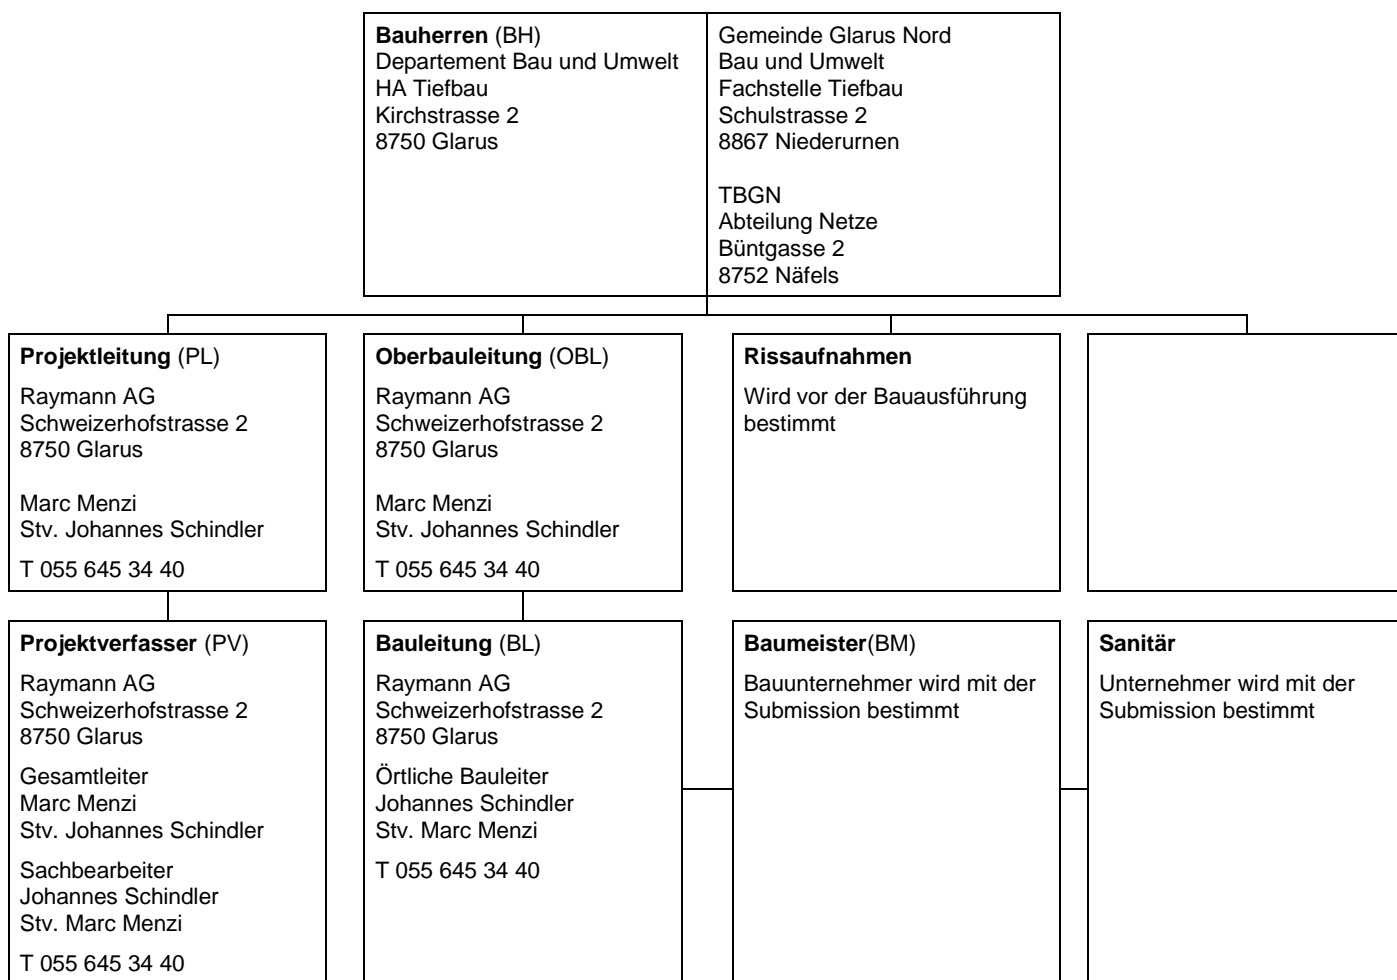 Bauherren (BH)
Departement Bau und Umwelt
HA Tiefbau
Kirchstrasse 2
8750 Glarus
Gemeinde Glarus Nord
Bau und Umwelt
Fachstelle Tiefbau
Schulstrasse 2
8867 Niederurnen
TBGN
Abteilung Netze
Büntgasse 2
8752 Näfels
Projektleitung (PL)
Raymann AG
Schweizerhofstrasse 2
8750 Glarus
Marc Menzi
Stv. Johannes Schindler
T 055 645 34 40
Oberbauleitung (OBL)
Raymann AG
Schweizerhofstrasse 2
8750 Glarus
Marc Menzi
Stv. Johannes Schindler
T 055 645 34 40
Rissaufnahmen
Wird vor der Bauausführung
bestimmt
Projektverfasser (PV)
Raymann AG
Schweizerhofstrasse 2
8750 Glarus
Gesamtleiter
Marc Menzi
Stv. Johannes Schindler
Sachbearbeiter
Johannes Schindler
Stv. Marc Menzi
T 055 645 34 40
Bauleitung (BL)
Raymann AG
Schweizerhofstrasse 2
8750 Glarus
Örtliche Bauleiter
Johannes Schindler
Stv. Marc Menzi
T 055 645 34 40
Baumeister(BM)
Bauunternehmer wird mit der
Submission bestimmt
Sanitär
Unternehmer wird mit der
Submission bestimmt